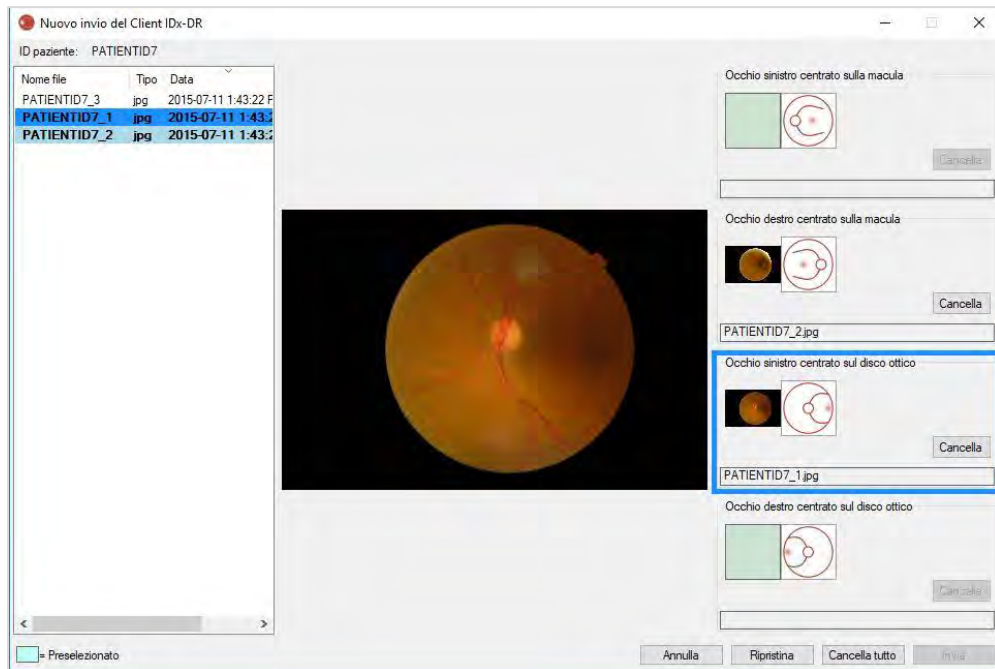 Nuovo invio del Client IDx-DR
ID paziente: PATIENTID7
Nome file Tipo Data
PATIENTID7_3 jpg 2015-07-11 1:43:22 F
PATIENTID7_1 jpg 2015-07-11 1:43:2
PATIENTID7_2 jpg 2015-07-11 1:43:2
Occhio sinistro centrato sulla macula
Cancella
Occhio destro centrato sulla macula
Cancella
PATIENTID7_2.jpg
Occhio sinistro centrato sul disco ottico
Cancella
PATIENTID7_1.jpg
Occhio destro centrato sul disco ottico
Cancella
= Preselezionato
Annulla Ripristina Cancella tutto Invia